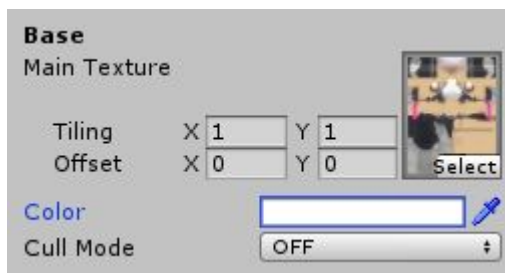 Base
Main Texture
Tiling X 1 Y 1
Offset X 0 Y 0
Select
Color
Cull Mode OFF